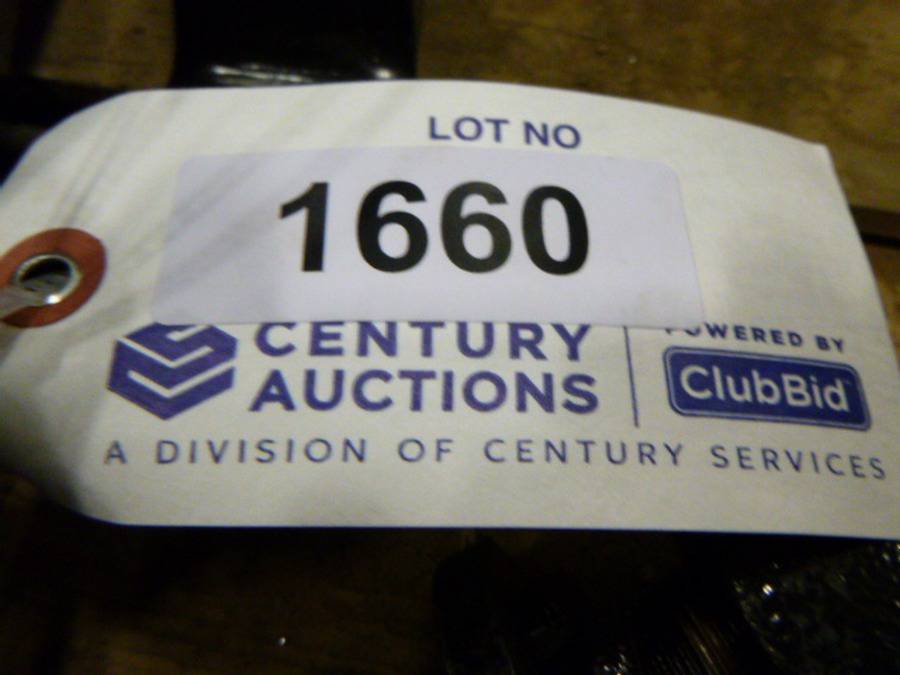 LOT NO
1660
CENTURY
AUCTIONS
POWERED BY
ClubBid
A DIVISION OF CENTURY SERVICES